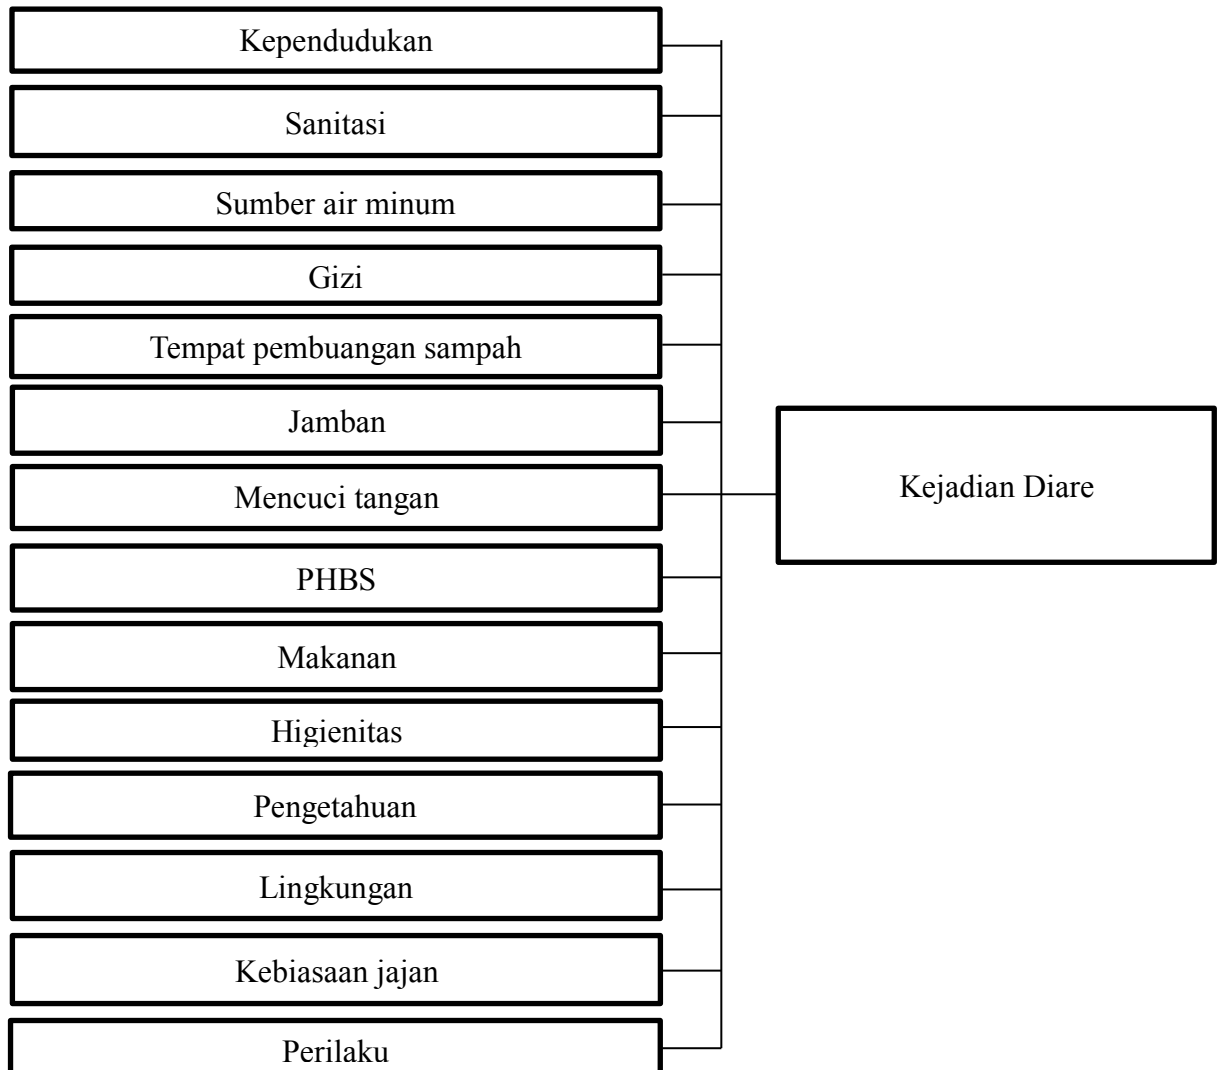 Kependudukan
Sanitasi
Sumber air minum
Gizi
Tempat pembuangan sampah
Jamban
Mencuci tangan
PHBS
Makanan
Higienitas
Pengetahuan
Lingkungan
Kebiasaan jajan
Perilaku
Kejadian Diare